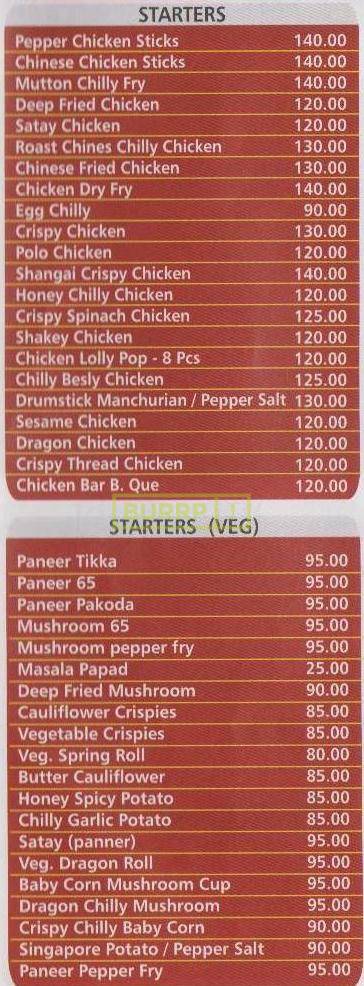 STARTERS
Pepper Chicken Sticks 140.00
Chinese Chicken Sticks 140.00
Mutton Chilly Fry 140.00
Deep Fried Chicken 120.00
Satay Chicken 120.00
Roast Chines Chilly Chicken 130.00
Chinese Fried Chicken 130.00
Chicken Dry Fry 140.00
Egg Chilly 90.00
Crispy Chicken 130.00
Polo Chicken 120.00
Shangai Crispy Chicken 140.00
Honey Chilly Chicken 120.00
Crispy Spinach Chicken 125.00
Shakey Chicken 120.00
Chicken Lolly Pop - 8 Pcs 120.00
Chilly Besly Chicken 125.00
Drumstick Manchurian / Pepper Salt 130.00
Sesame Chicken 120.00
Dragon Chicken 120.00
Crispy Thread Chicken 120.00
Chicken Bar B. Que 120.00
BURRP !
STARTERS (VEG)
Paneer Tikka 95.00
Paneer 65 95.00
Paneer Pakoda 95.00
Mushroom 65 95.00
Mushroom pepper fry 95.00
Masala Papad 25.00
Deep Fried Mushroom 90.00
Cauliflower Crispies 85.00
Vegetable Crispies 85.00
Veg. Spring Roll 80.00
Butter Cauliflower 85.00
Honey Spicy Potato 85.00
Chilly Garlic Potato 85.00
Satay (panner) 95.00
Veg. Dragon Roll 95.00
Baby Corn Mushroom Cup 95.00
Dragon Chilly Mushroom 95.00
Crispy Chilly Baby Corn 90.00
Singapore Potato / Pepper Salt 90.00
Paneer Pepper Fry 95.00